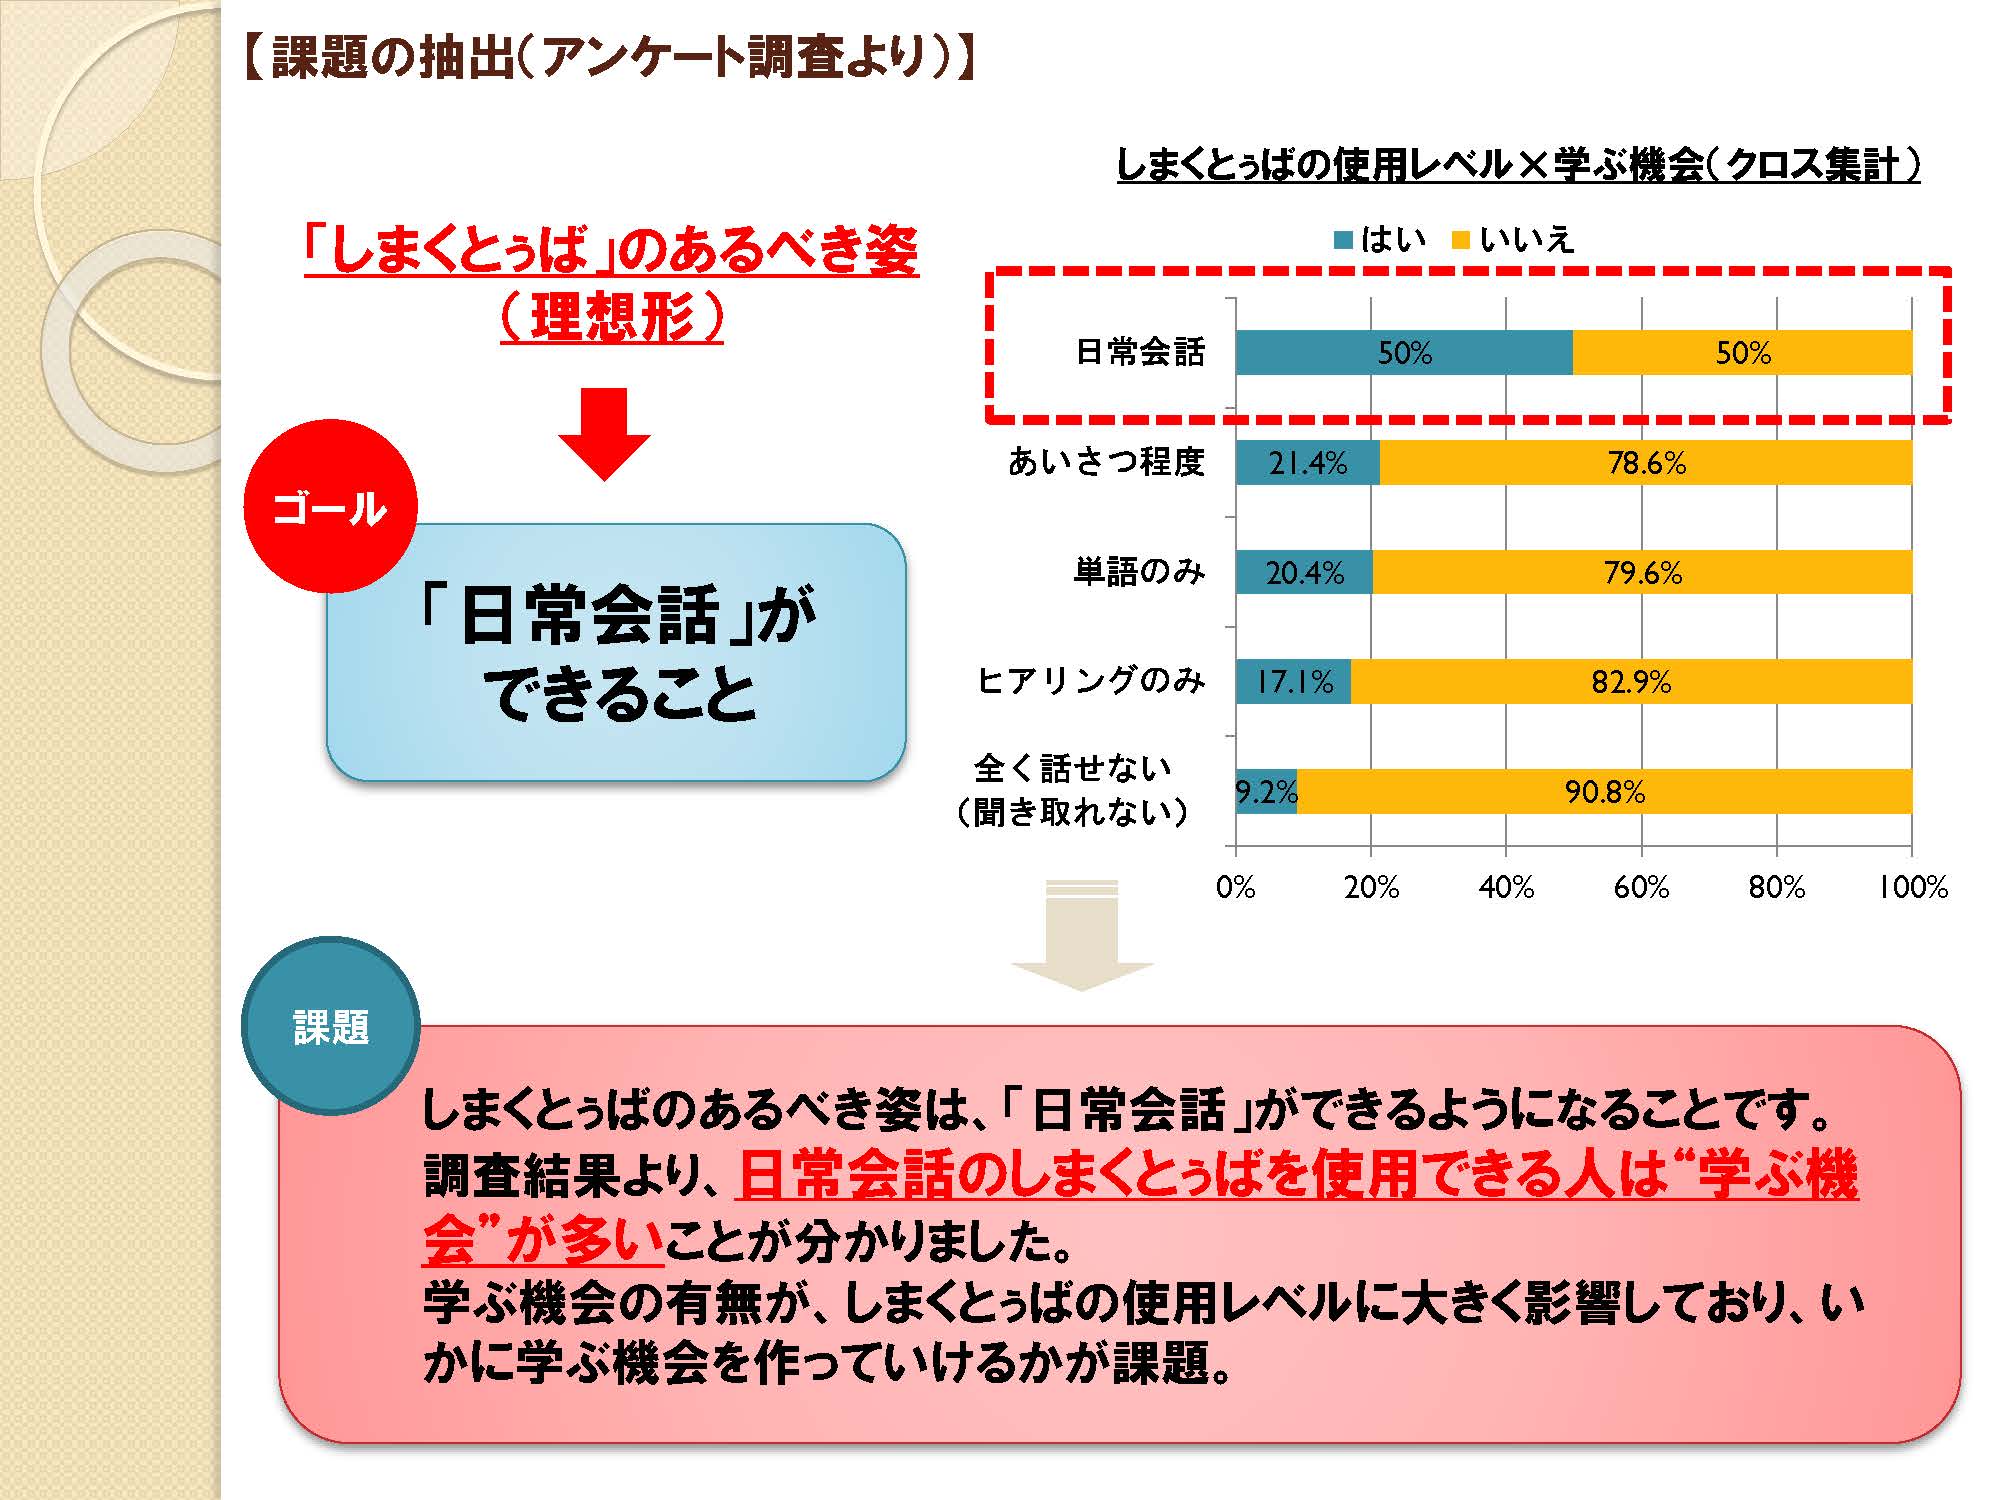 【課題の抽出(アンケート調査より)】
「しまくとぅば」のあるべき姿
(理想形)
ゴール
「日常会話」が
できること
しまくとぅばの使用レベル×学ぶ機会(クロス集計)
はい いいえ
日常会話 50% 50%
あいさつ程度 21.4% 78.6%
単語のみ 20.4% 79.6%
ヒアリングのみ 17.1% 82.9%
全く話せない
(聞き取れない) 9.2% 90.8%
0% 20% 40% 60% 80% 100%
課題
しまくとぅばのあるべき姿は、「日常会話」ができるようになることです。
調査結果より、日常会話のしまくとぅばを使用できる人は“学ぶ機
会”が多いことが分かりました。
学ぶ機会の有無が、しまくとぅばの使用レベルに大きく影響しており、い
かに学ぶ機会を作っていけるかが課題。